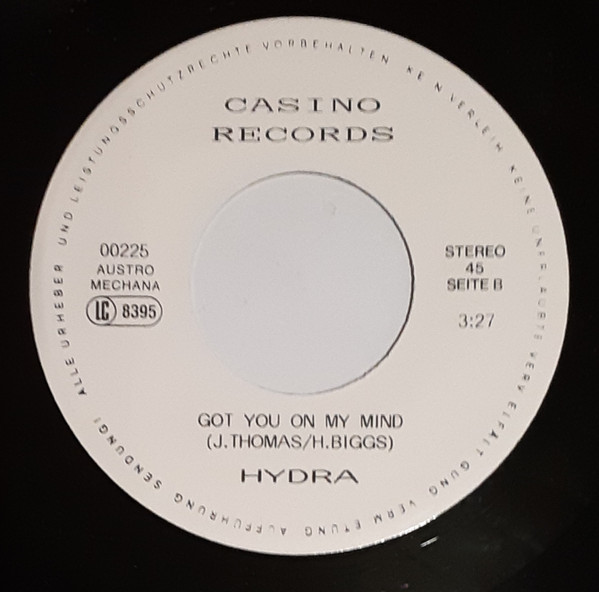 ALLE URHEBER UND LEISTUNGSSCHUTZRECHTE VORBEHALTEN KEIN VERLEIH KEINE UNERLAUBTE VERVIELFÄLTGUNG VERMIETUNG AUFFÜHRUNG SENDUNG!
CASINO
RECORDS
00225
AUSTRO
MECHANA
LC 8395
STEREO
45
SEITE B
3:27
GOT YOU ON MY MIND
(J.THOMAS/H.BIGGS)
HYDRA